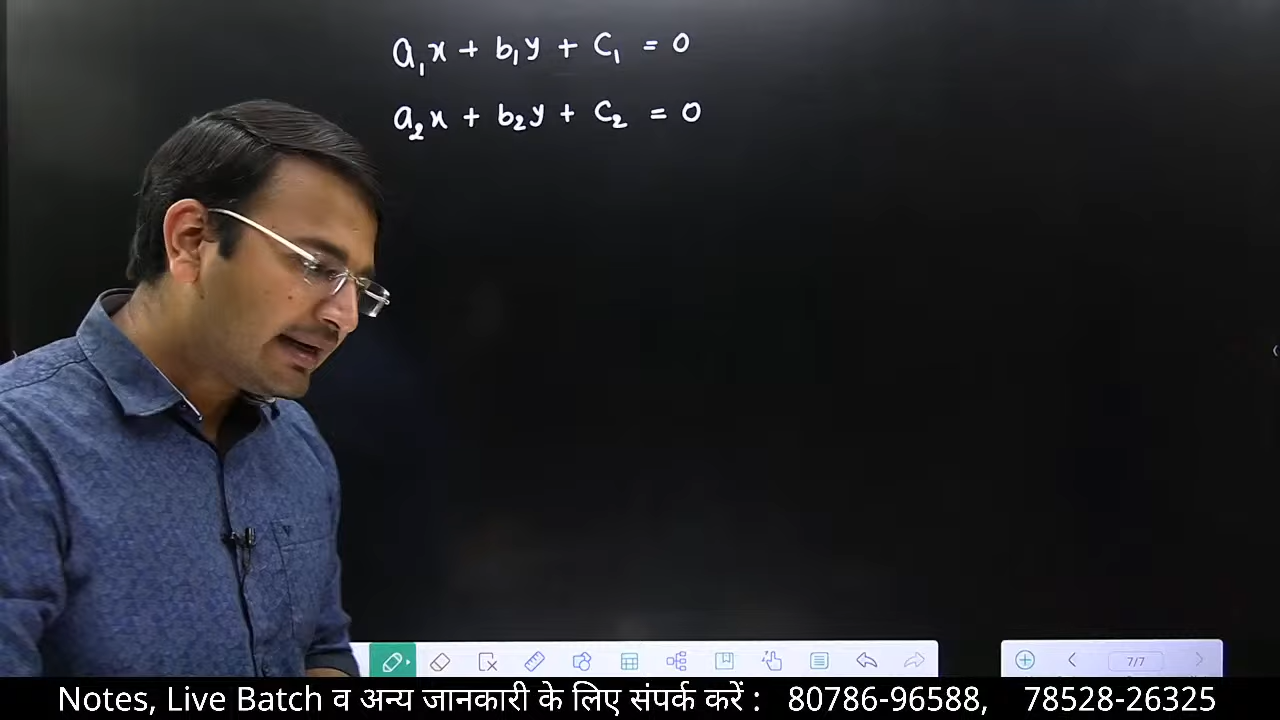 a₁x + b₁y + c₁ = 0
a₂x + b₂y + c₂ = 0
7/7
Notes, Live Batch व अन्य जानकारी के लिए संपर्क करें : 80786-96588, 78528-26325